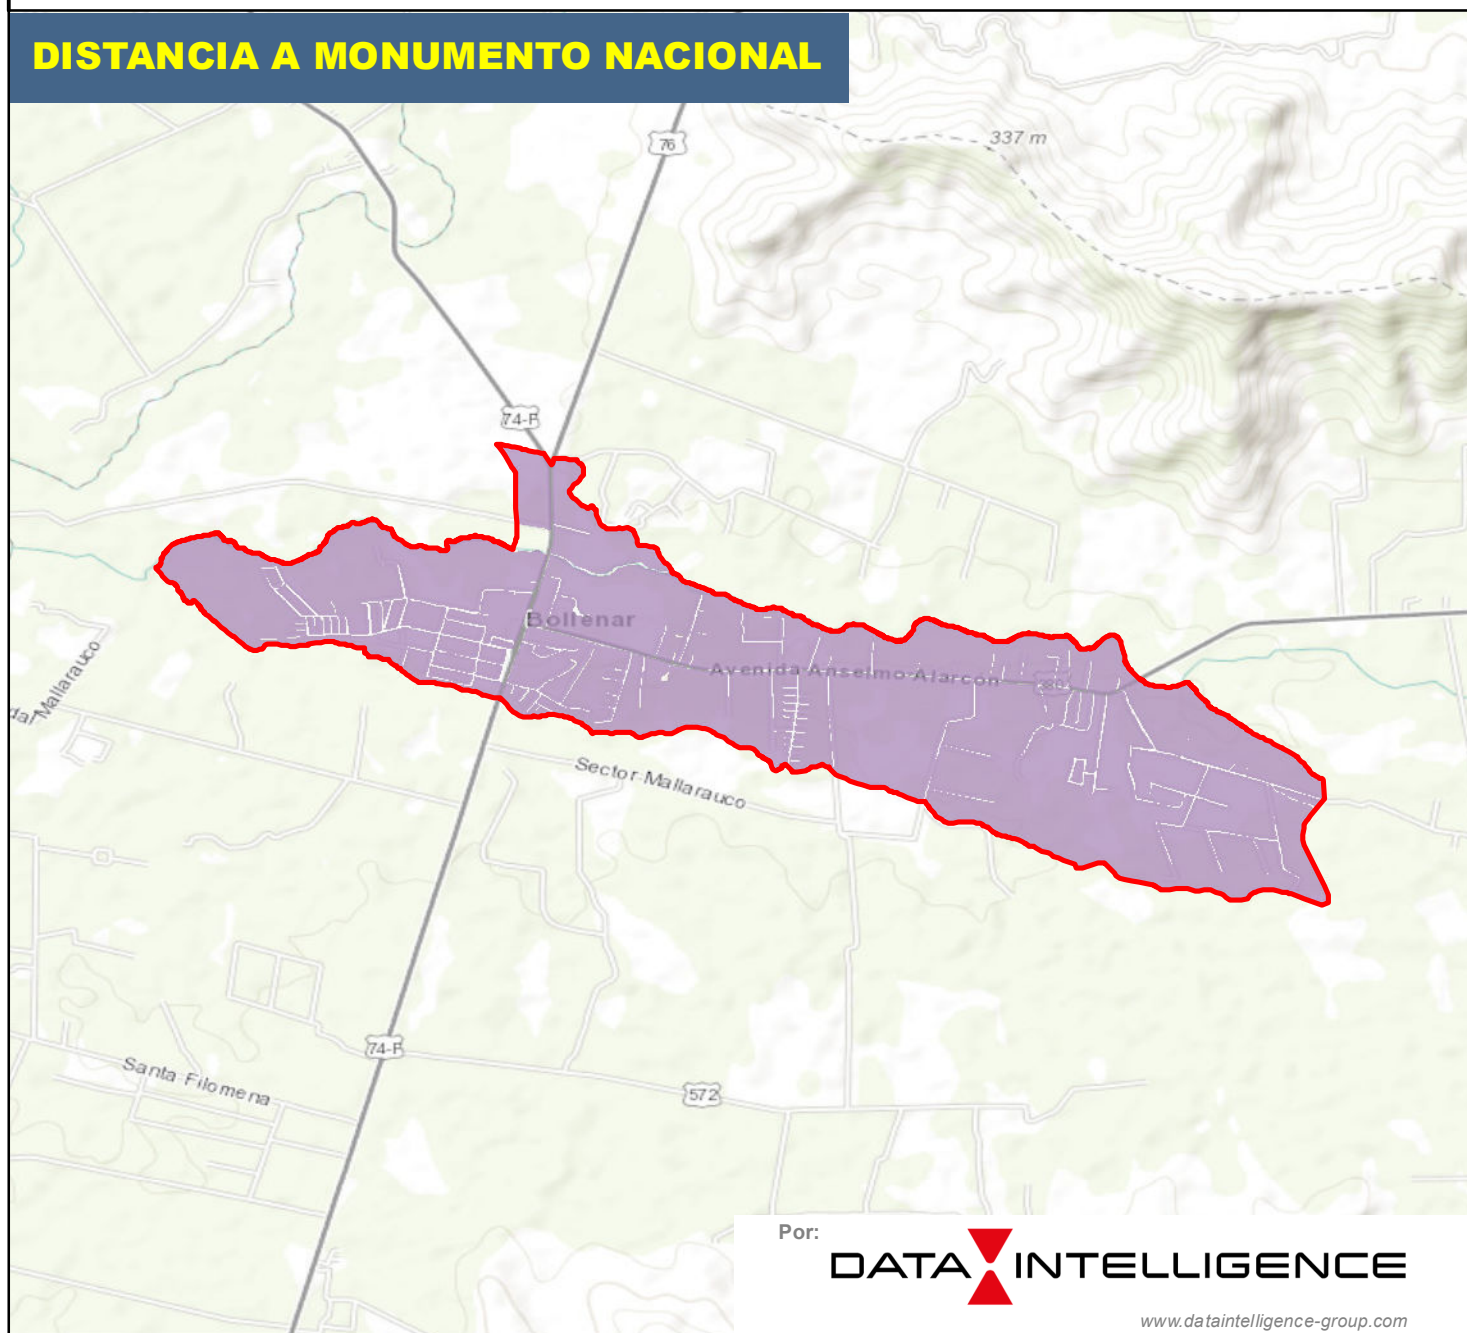 DISTANCIA A MONUMENTO NACIONAL
76
337 m
74-F
Bollenar
Avenida Anselmo Alarcon
dal Mallarauco
Sector Mallarauco
74-F
Santa Filomena
572
Por:
DATA INTELLIGENCE
www.dataintelligence-group.com